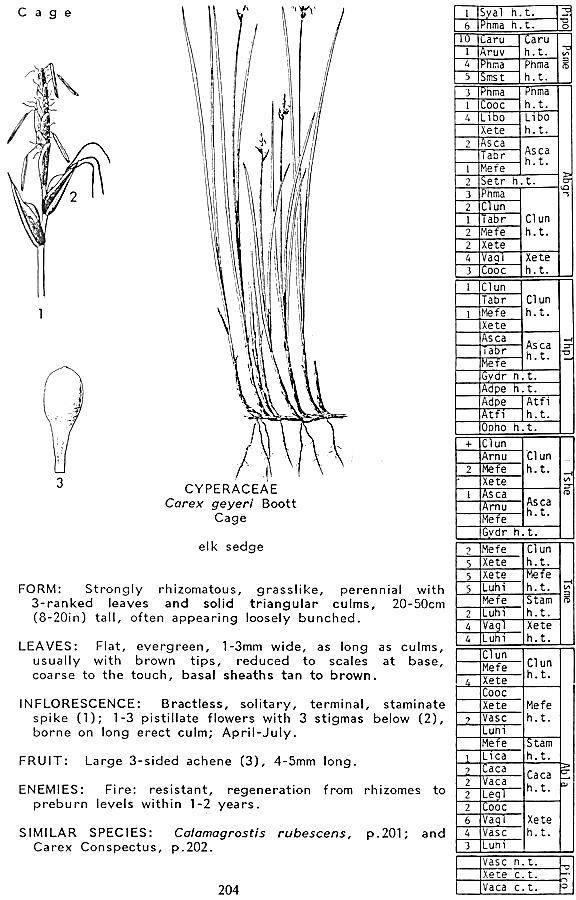 Cage
1
2
3
CYPERACEAE
Carex geyeri Boott
Cage
elk sedge
FORM: Strongly rhizomatous, grasslike, perennial with
3-ranked leaves and solid triangular culms, 20-50cm
(8-20in) tall, often appearing loosely bunched.
LEAVES: Flat, evergreen, 1-3mm wide, as long as culms,
usually with brown tips, reduced to scales at base,
coarse to the touch, basal sheaths tan to brown.
INFLORESCENCE: Bractless, solitary, terminal, staminate
spike (1); 1-3 pistillate flowers with 3 stigmas below (2),
borne on long erect culm; April-July.
FRUIT: Large 3-sided achene (3), 4-5mm long.
ENEMIES: Fire: resistant, regeneration from rhizomes to
preburn levels within 1-2 years.
SIMILAR SPECIES: Calamagrostis rubescens, p.201; and
Carex Conspectus, p.202.
204
Pipo
1 Syal h.t.
6 Phma h.t.
Psme
10 Caru Caru
1 Aruv h.t.
4 Phma Phma
5 Smst h.t.
Abgr
3 Phma Phma
1 Cooc h.t.
4 Libo Libo
Xete h.t.
2 Asca Asca
Tabr h.t.
1 Mefe
2 Setr h.t.
3 Phma
2 Clun
1 Tabr Clun
2 Mefe h.t.
2 Xete
4 Vagl Xete
3 Cooc h.t.
Thpl
1 Clun
Tabr Clun
1 Mefe h.t.
Xete
Asca Asca
Tabr h.t.
Mefe
Gydr h.t.
Adpe h.t.
Adpe Atfi
Atfi h.t.
Opho h.t.
Tshe
+ Clun
Arnu Clun
2 Mefe h.t.
Xete
1 Asca Asca
Arnu h.t.
Mefe
Gydr h.t.
Tsme
2 Mefe Clun
5 Xete h.t.
5 Xete Mefe
5 Luhi h.t.
Mefe Stam
2 Luhi h.t.
4 Vagl Xete
4 Luhi h.t.
Abla
Clun Clun
Mefe h.t.
4 Xete
Cooc
Xete Mefe
2 Vasc h.t.
Luhi
Mefe Stam
1 Lica h.t.
2 Caca Caca
2 Vaca h.t.
2 Legl
2 Cooc
6 Vagl Xete
4 Vasc h.t.
3 Luhi
Pico
Vasc h.t.
Xete c.t.
Vaca c.t.